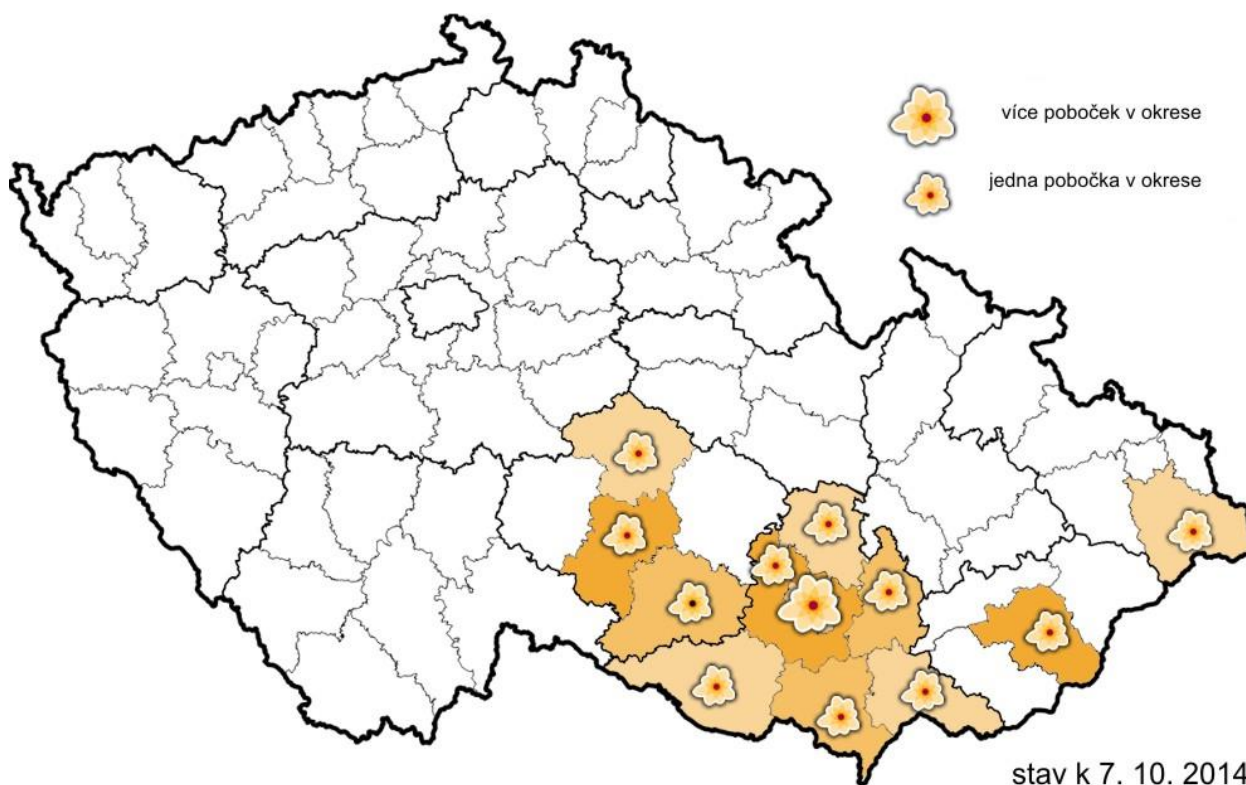 více poboček v okrese
jedna pobočka v okrese
stav k 7. 10. 2014